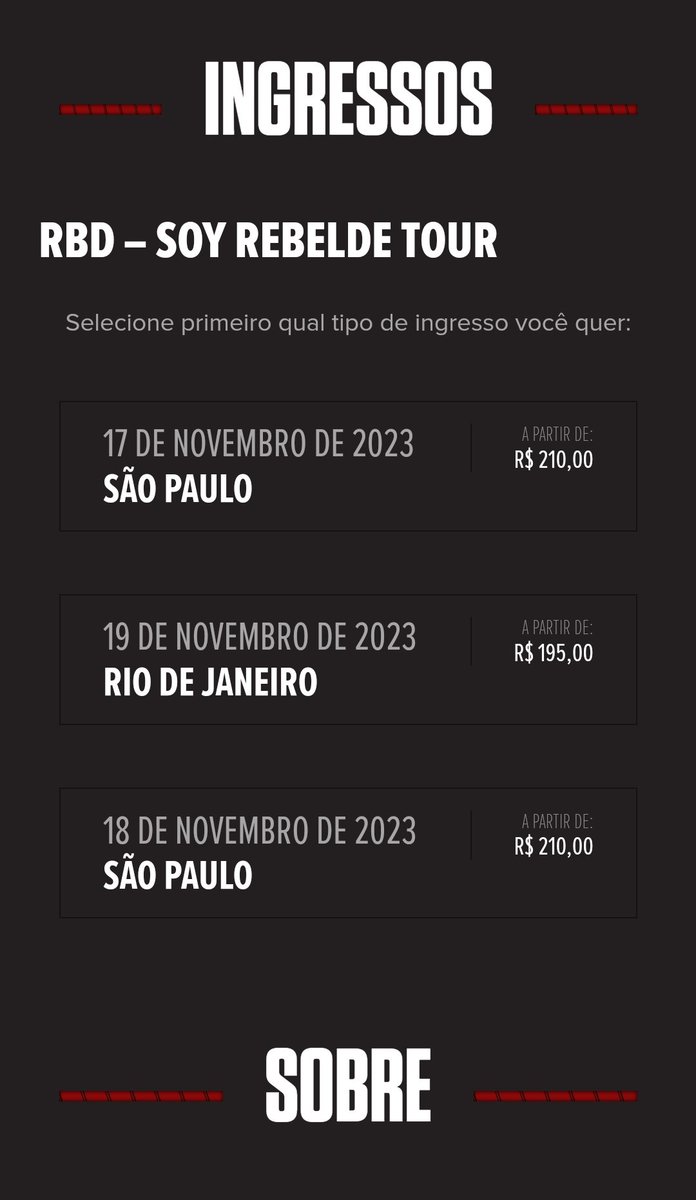 INGRESSOS
RBD – SOY REBELDE TOUR
Selecione primeiro qual tipo de ingresso você quer:
17 DE NOVEMBRO DE 2023
SÃO PAULO
A PARTIR DE:
R$ 210,00
19 DE NOVEMBRO DE 2023
RIO DE JANEIRO
A PARTIR DE:
R$ 195,00
18 DE NOVEMBRO DE 2023
SÃO PAULO
A PARTIR DE:
R$ 210,00
SOBRE